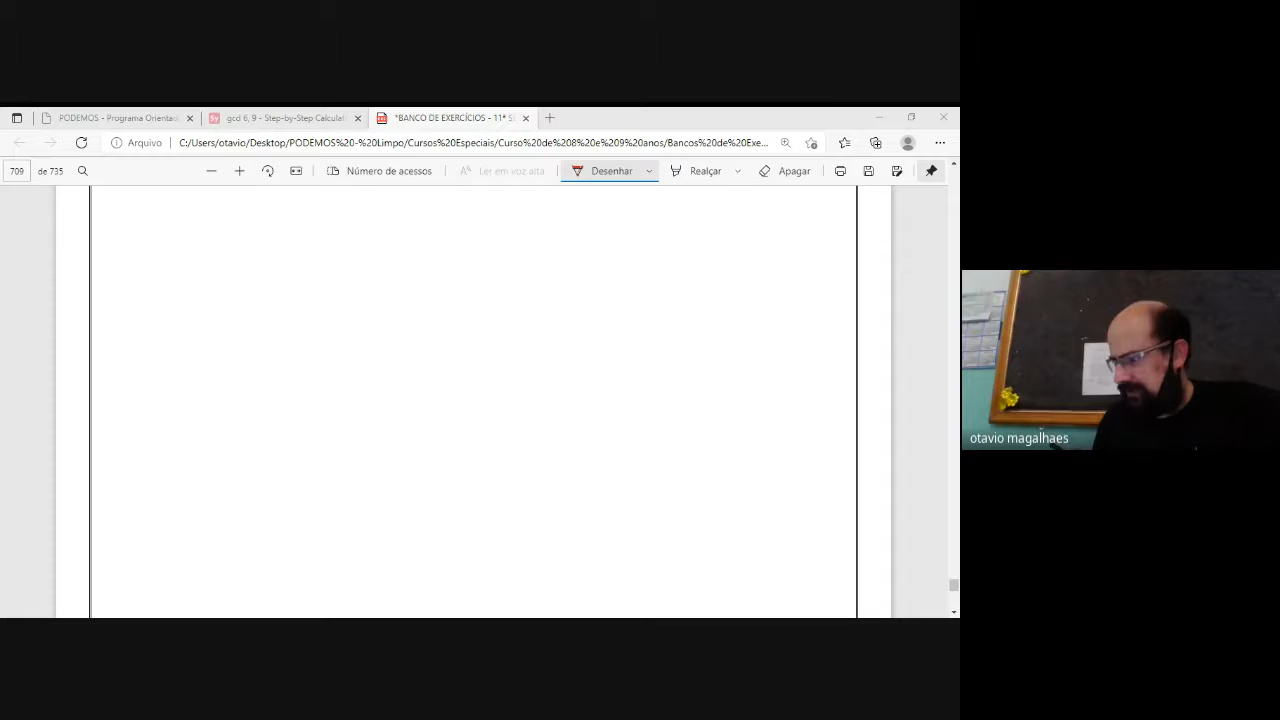 PODEMOS - Programa Orientad
gcd 6, 9 - Step-by-Step Calculat
*BANCO DE EXERCÍCIOS - 11ª S
Arquivo
C:/Users/otavio/Desktop/PODEMOS%20-%20Limpo/Cursos%20Especiais/Curso%20de%208%20e%209%20anos/Bancos%20de%20Exe...
709 de 735
Número de acessos
Ler em voz alta
Desenhar
Realçar
Apagar
otavio magalhaes